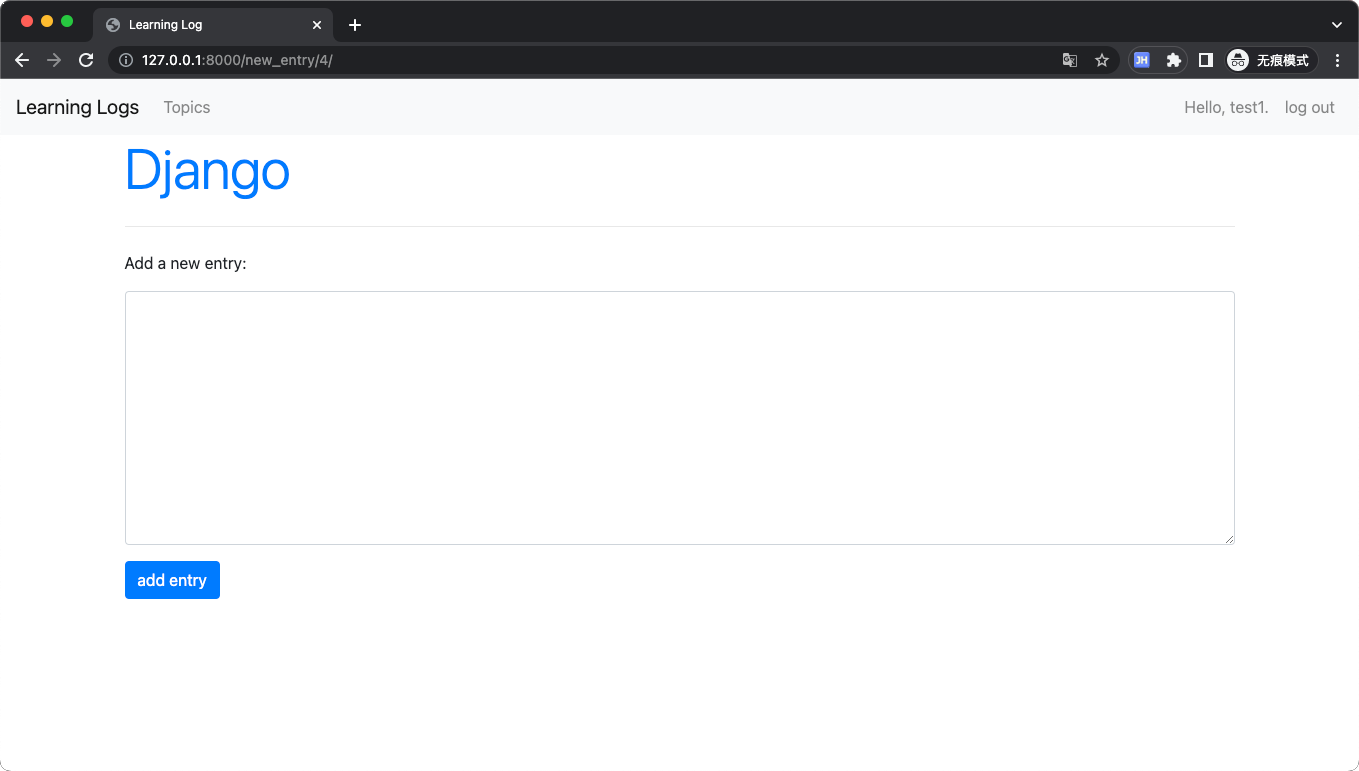 Learning Log
127.0.0.1:8000/new_entry/4/
JH
无痕模式
Learning Logs Topics Hello, test1. log out
Django
Add a new entry:
add entry